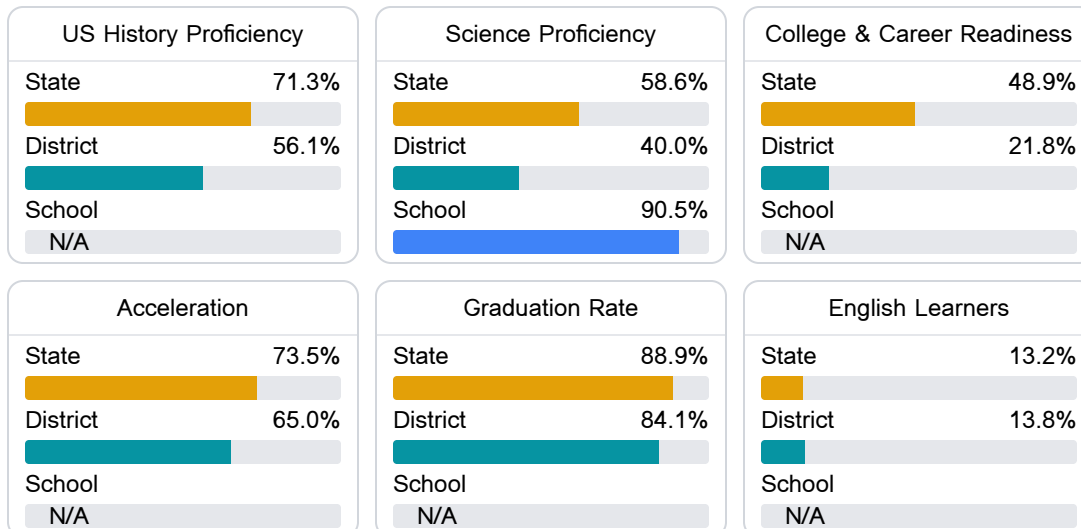 US History Proficiency
State 71.3%
District 56.1%
School
N/A
Science Proficiency
State 58.6%
District 40.0%
School 90.5%
College & Career Readiness
State 48.9%
District 21.8%
School
N/A
Acceleration
State 73.5%
District 65.0%
School
N/A
Graduation Rate
State 88.9%
District 84.1%
School
N/A
English Learners
State 13.2%
District 13.8%
School
N/A